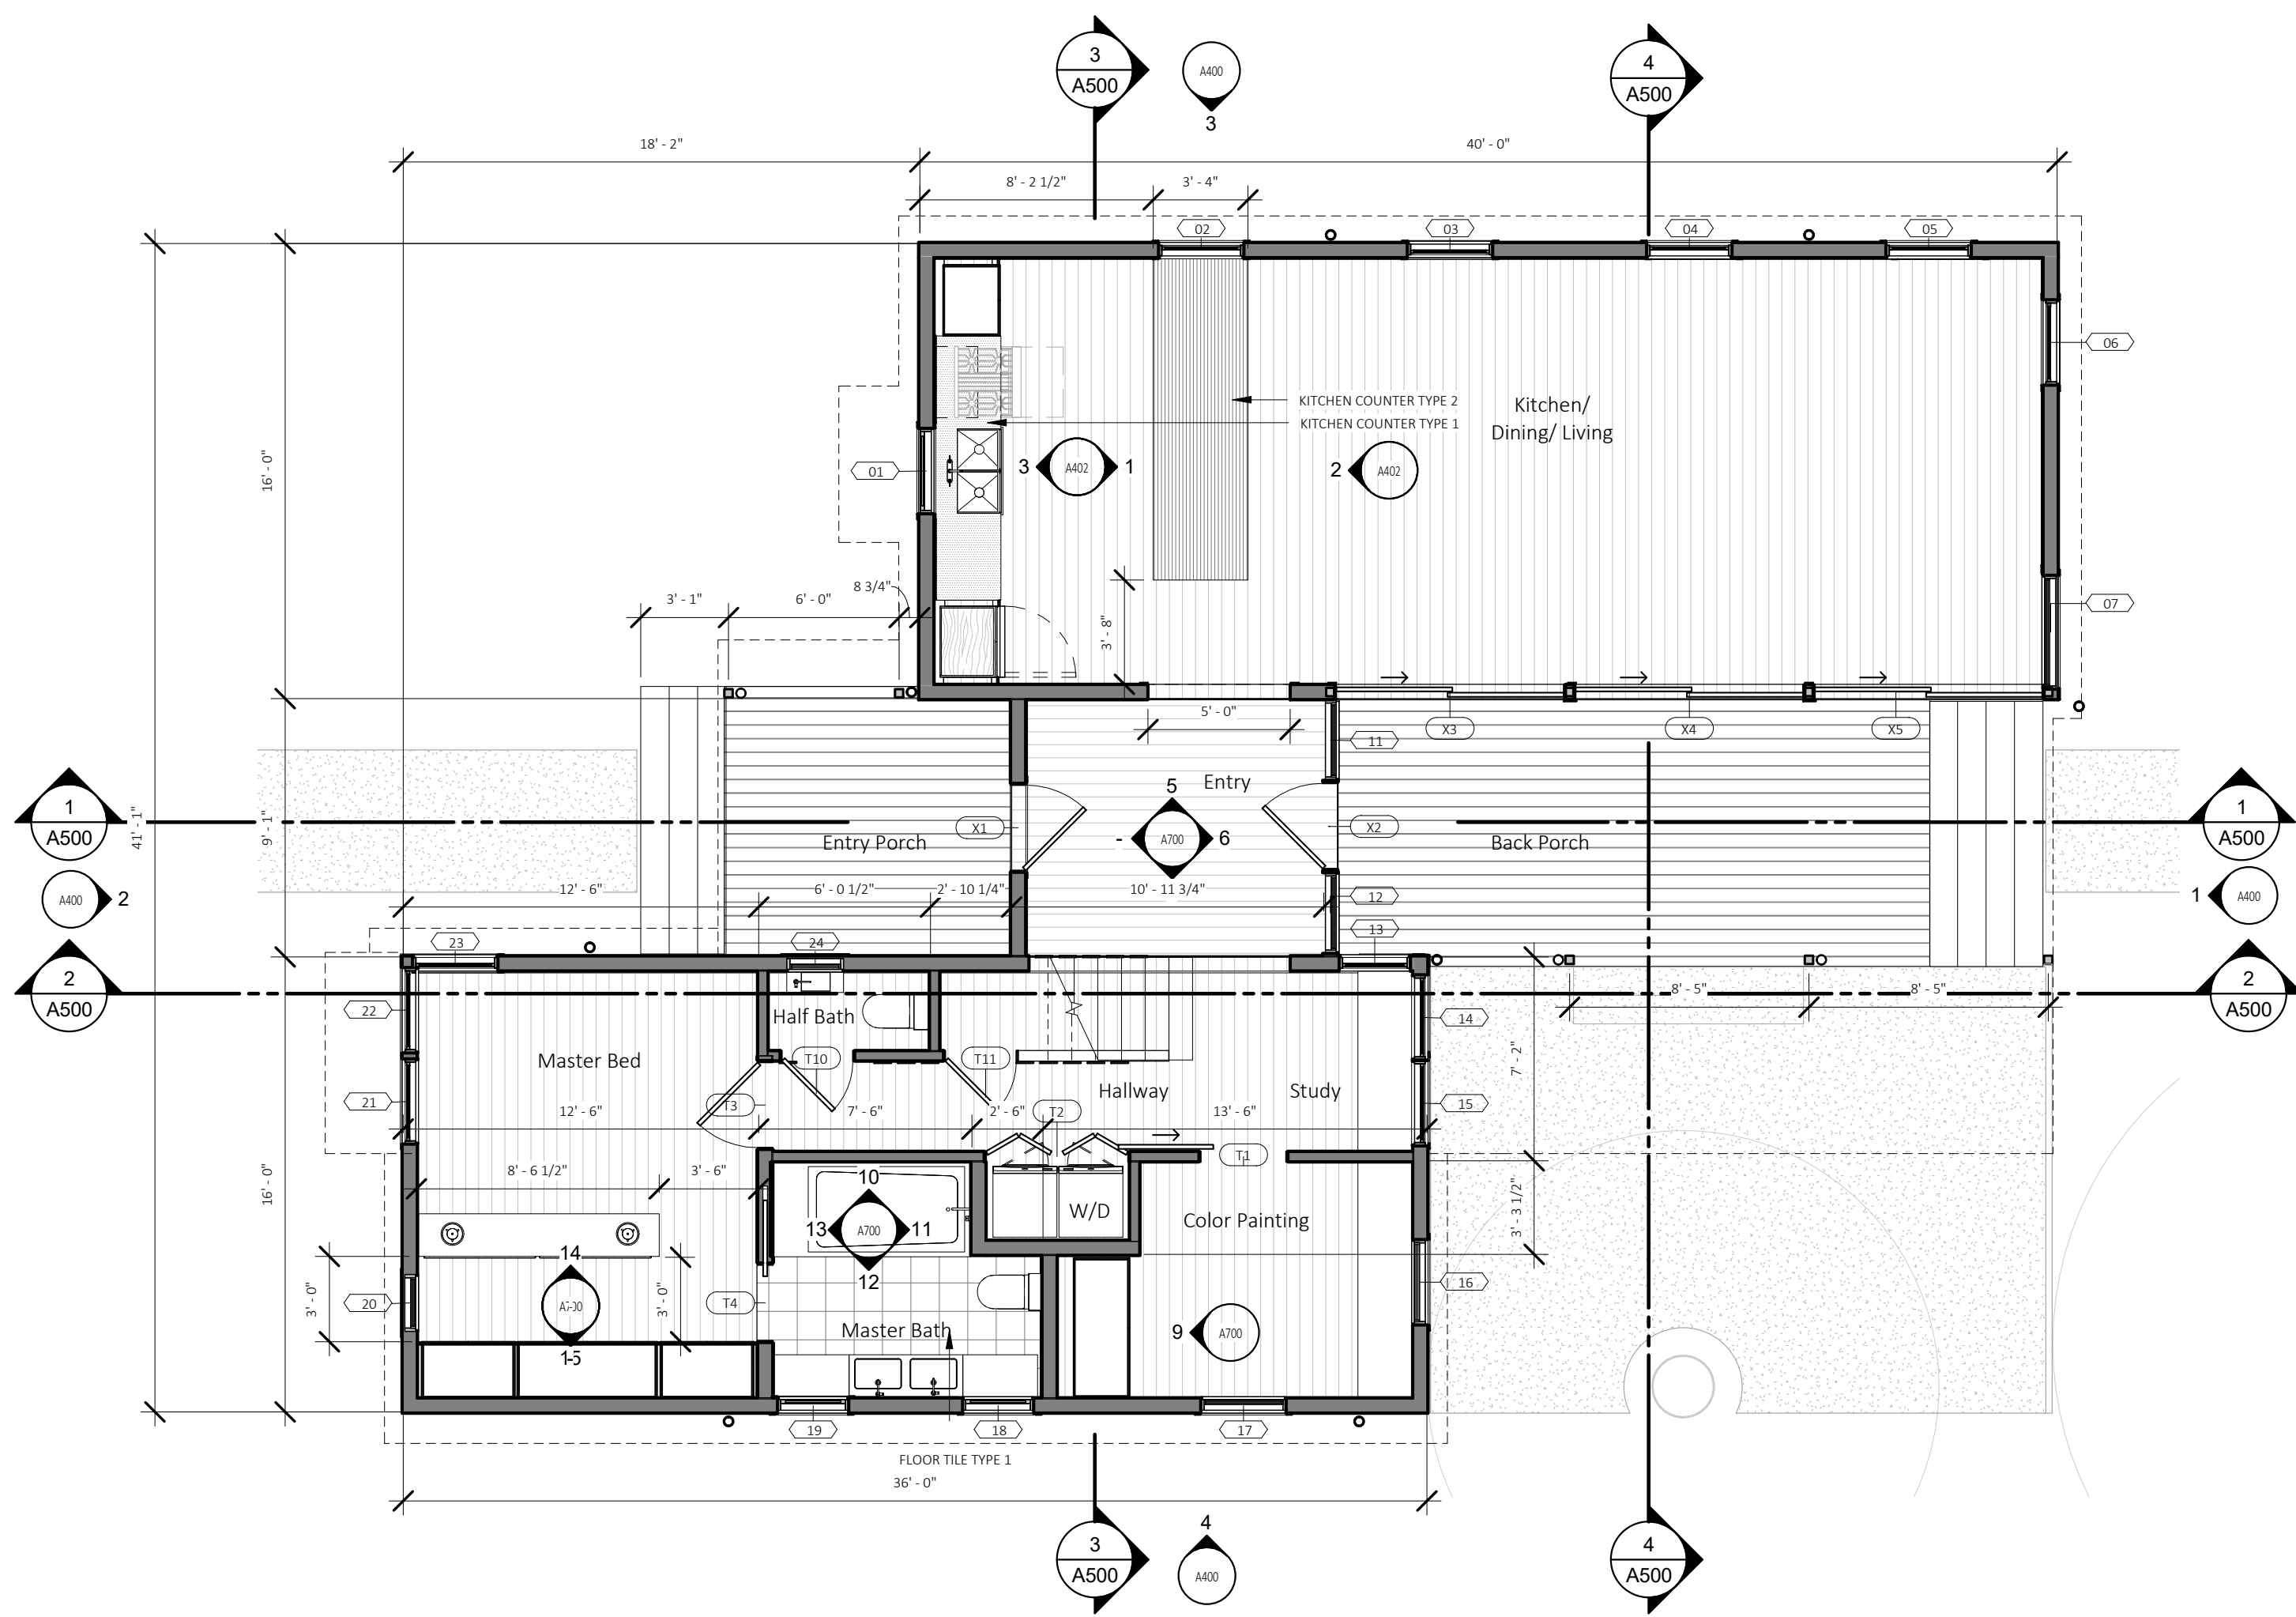 3
A500
A400
3
4
A500
18' - 2"
40' - 0"
8' - 2 1/2"
3' - 4"
02
03
04
05
06
KITCHEN COUNTER TYPE 2
KITCHEN COUNTER TYPE 1
Kitchen/
Dining/ Living
01
3
A402
1
2
A402
16' - 0"
8 3/4"
3' - 1"
6' - 0"
3' - 8"
07
5' - 0"
X3
X4
X5
11
Entry
5
1
A500
41' - 1"
9' - 1"
Entry Porch
X1
-
A700
6
X2
Back Porch
1
A500
A400
2
12' - 6"
6' - 0 1/2"
2' - 10 1/4"
10' - 11 3/4"
12
1
A400
23
24
13
2
A500
22
Half Bath
8' - 5"
8' - 5"
14
2
A500
Master Bed
T10
T11
7' - 2"
Hallway
Study
21
12' - 6"
T3
7' - 6"
2' - 6"
T2
13' - 6"
15
T1
16' - 0"
8' - 6 1/2"
3' - 6"
10
13
A700
11
W/D
Color Painting
3' - 3 1/2"
14
12
16
3' - 0"
20
3' - 0"
T4
Master Bath
9
A700
1-5
19
18
17
FLOOR TILE TYPE 1
36' - 0"
3
A500
4
A400
4
A500